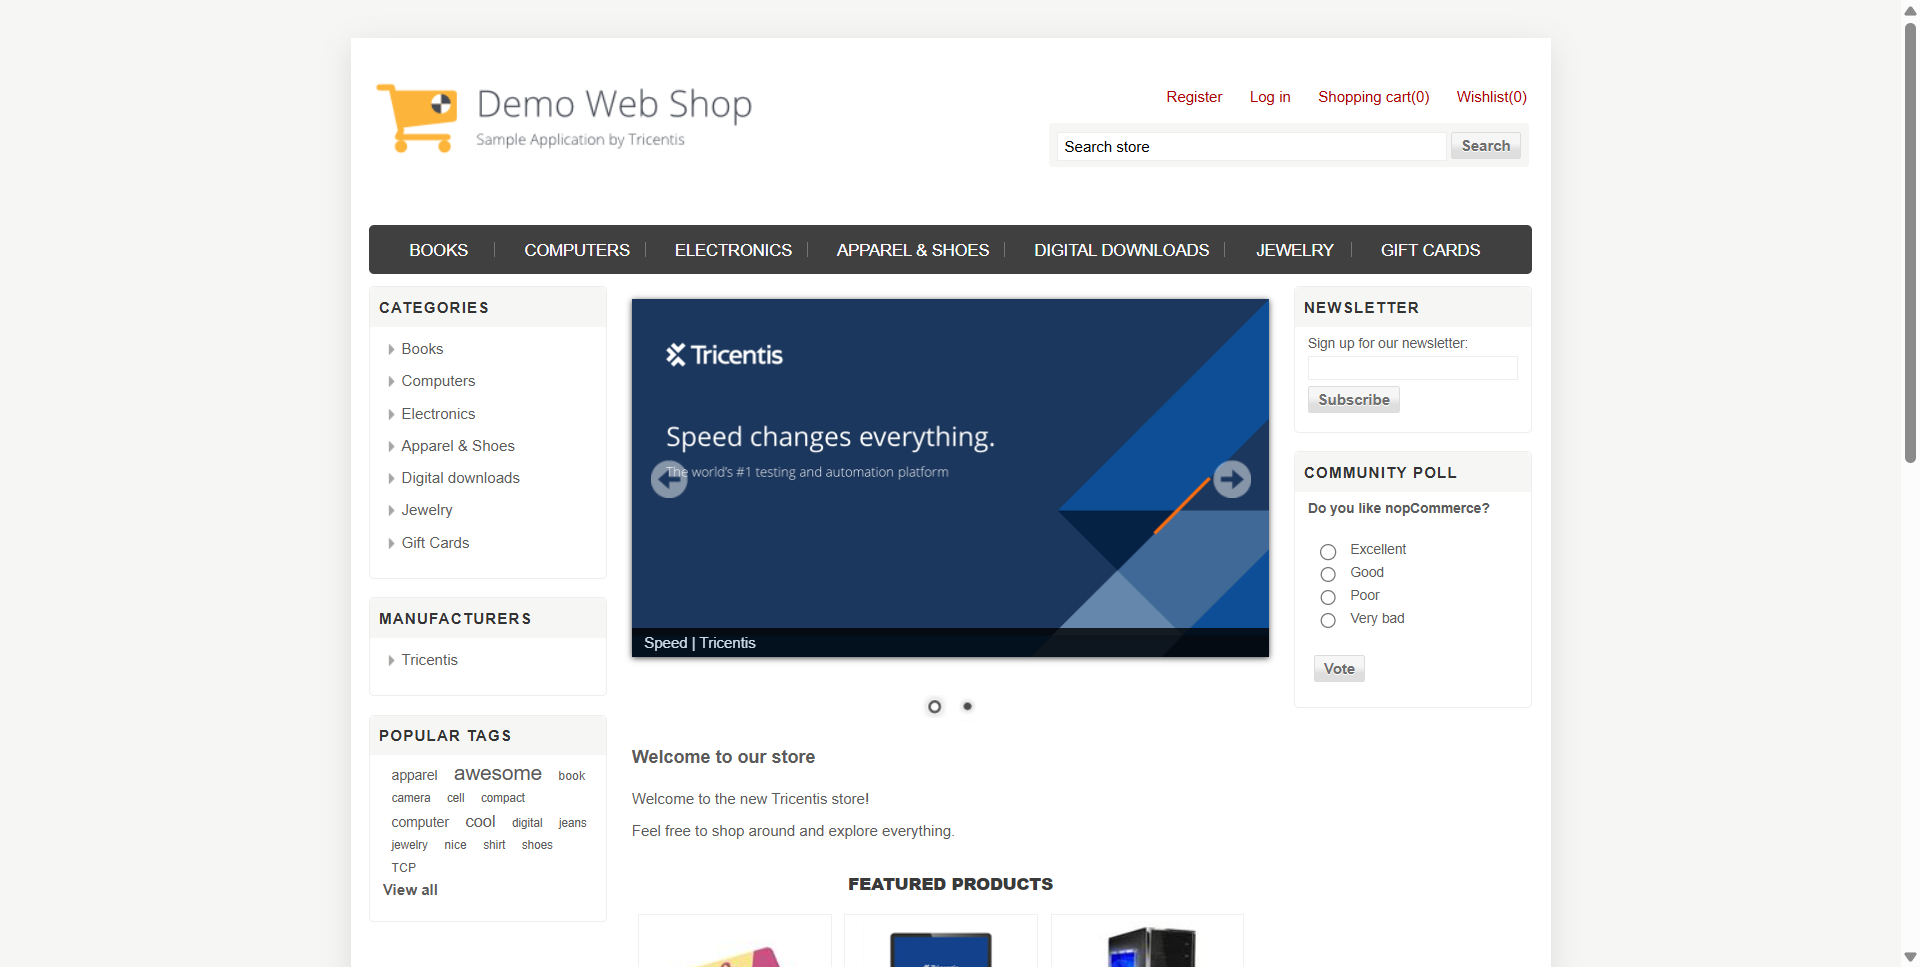 Demo Web Shop
Sample Application by Tricentis
Register Log in Shopping cart(0) Wishlist(0)
Search store Search
BOOKS COMPUTERS ELECTRONICS APPAREL & SHOES DIGITAL DOWNLOADS JEWELRY GIFT CARDS
CATEGORIES
Books
Computers
Electronics
Apparel & Shoes
Digital downloads
Jewelry
Gift Cards
MANUFACTURERS
Tricentis
POPULAR TAGS
apparel awesome book
camera cell compact
computer cool digital jeans
jewelry nice shirt shoes
TCP
View all
Tricentis
Speed changes everything.
The world's #1 testing and automation platform
Speed | Tricentis
Welcome to our store
Welcome to the new Tricentis store!
Feel free to shop around and explore everything.
FEATURED PRODUCTS
NEWSLETTER
Sign up for our newsletter:
Subscribe
COMMUNITY POLL
Do you like nopCommerce?
Excellent
Good
Poor
Very bad
Vote